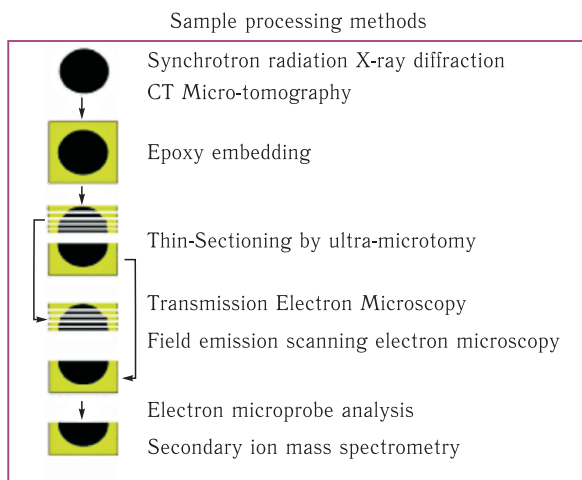 Sample processing methods
Synchrotron radiation X-ray diffraction
CT Micro-tomography
Epoxy embedding
Thin-Sectioning by ultra-microtomy
Transmission Electron Microscopy
Field emission scanning electron microscopy
Electron microprobe analysis
Secondary ion mass spectrometry